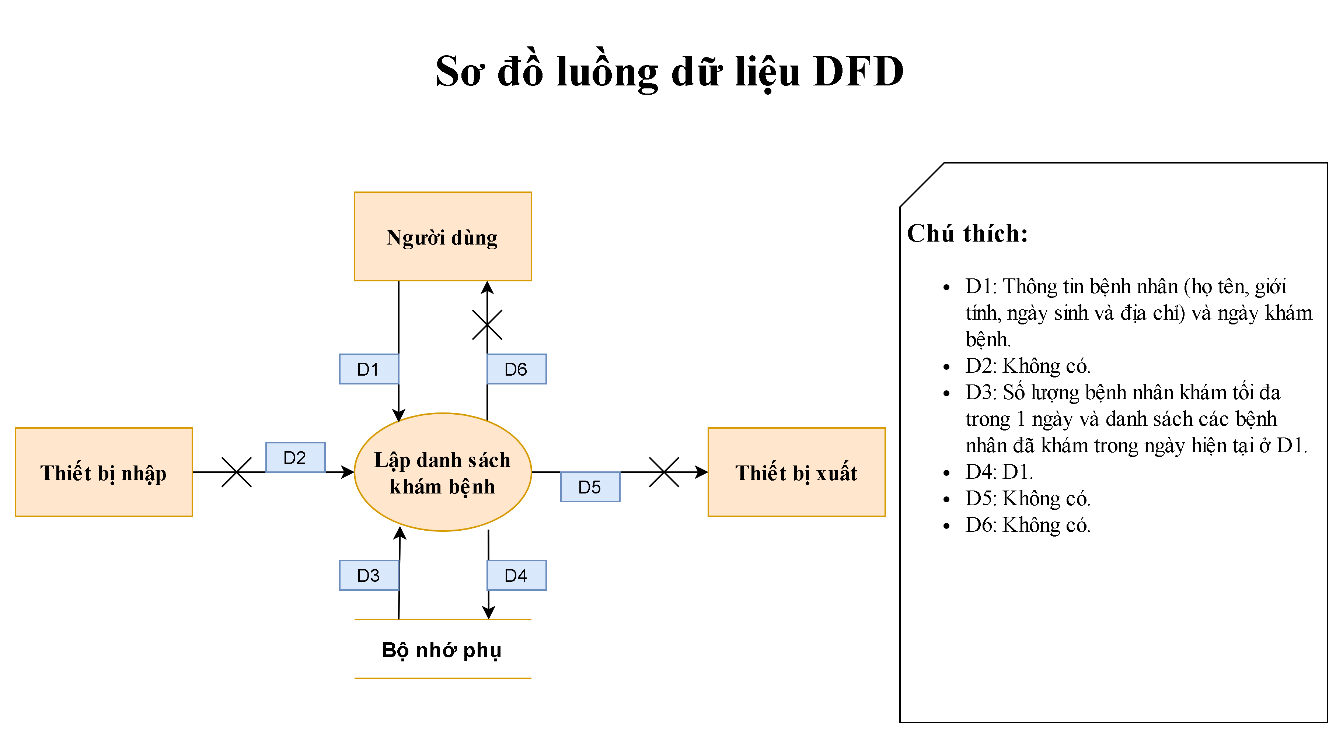 Sơ đồ luồng dữ liệu DFD
Người dùng
D1
D6
Thiết bị nhập
D2
Lập danh sách
khám bệnh
D5
Thiết bị xuất
D3
D4
Bộ nhớ phụ
Chú thích:
• D1: Thông tin bệnh nhân (họ tên, giới
tính, ngày sinh và địa chỉ) và ngày khám
bệnh.
• D2: Không có.
• D3: Số lượng bệnh nhân khám tối đa
trong 1 ngày và danh sách các bệnh
nhân đã khám trong ngày hiện tại ở D1.
• D4: D1.
• D5: Không có.
• D6: Không có.